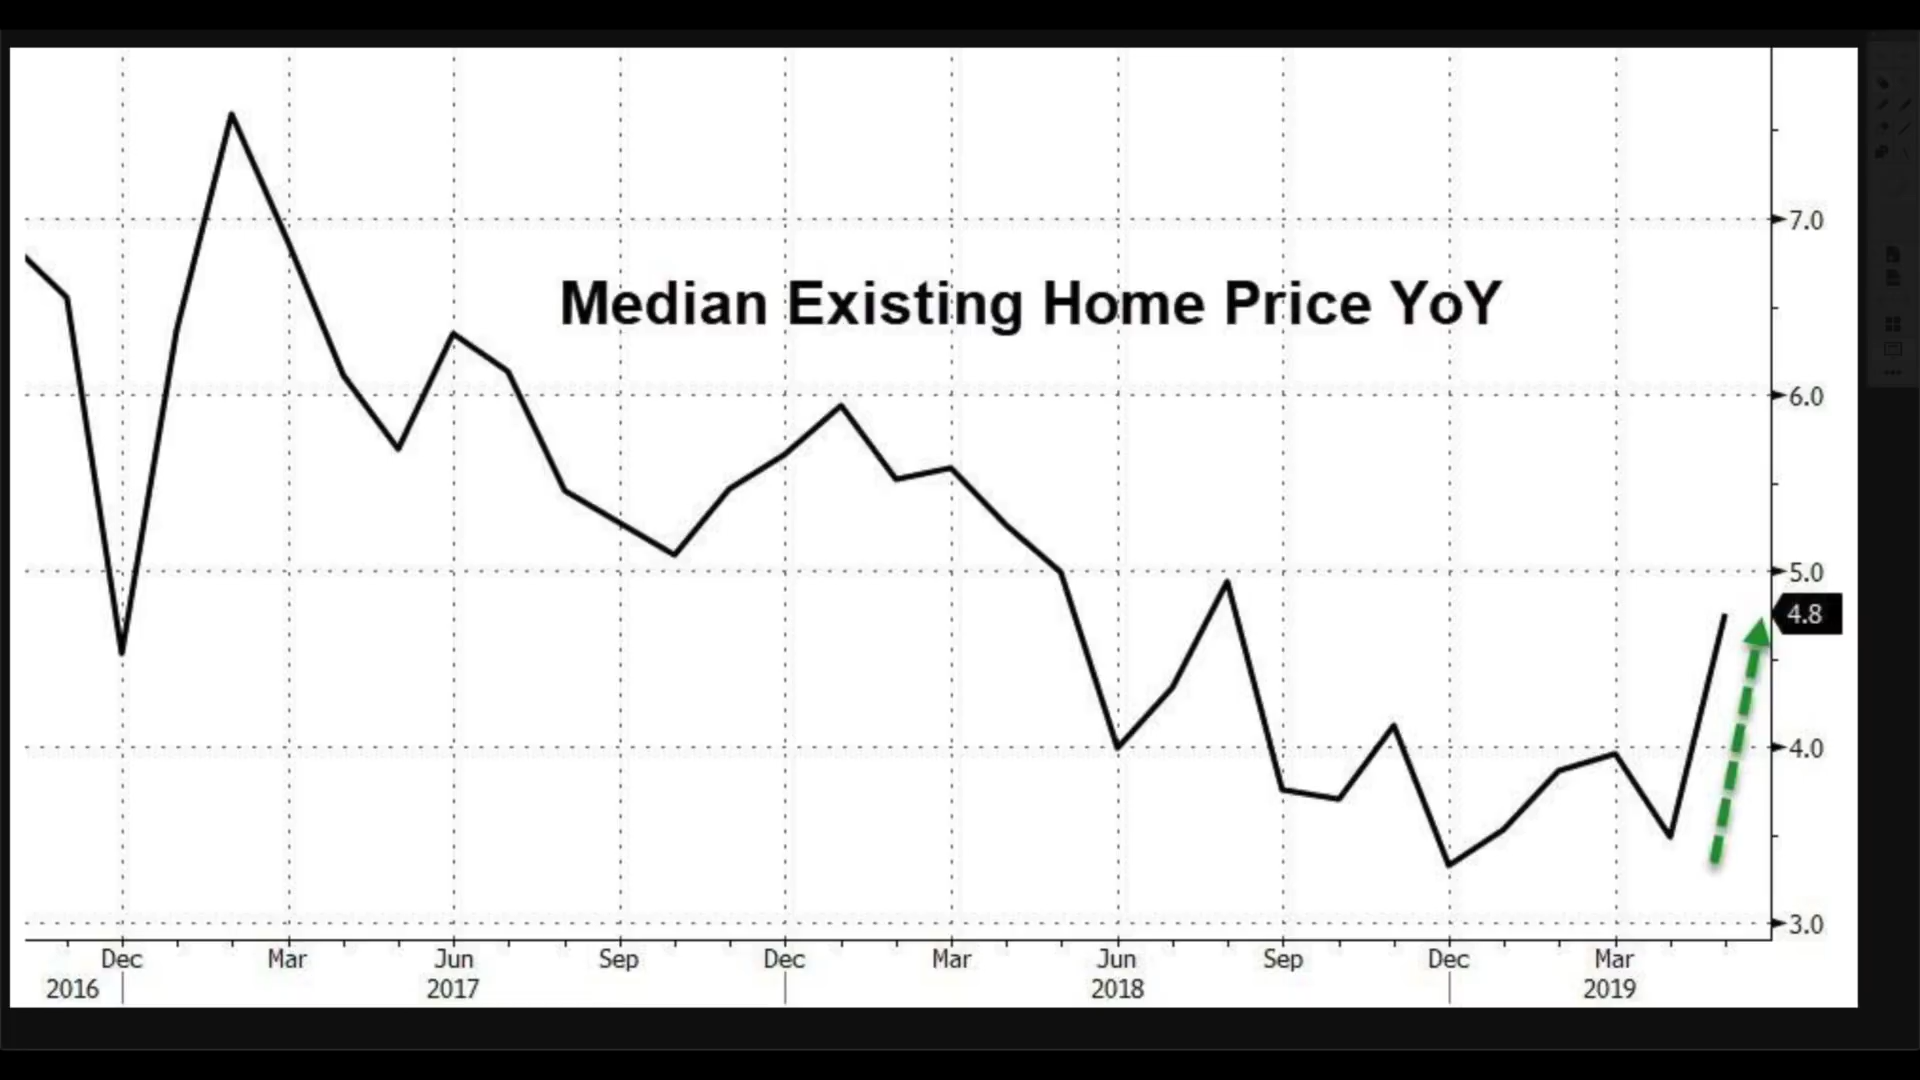 Median Existing Home Price YoY
7.0
6.0
5.0
4.8
4.0
3.0
Dec Mar Jun Sep Dec Mar Jun Sep Dec Mar
2016 2017 2018 2019